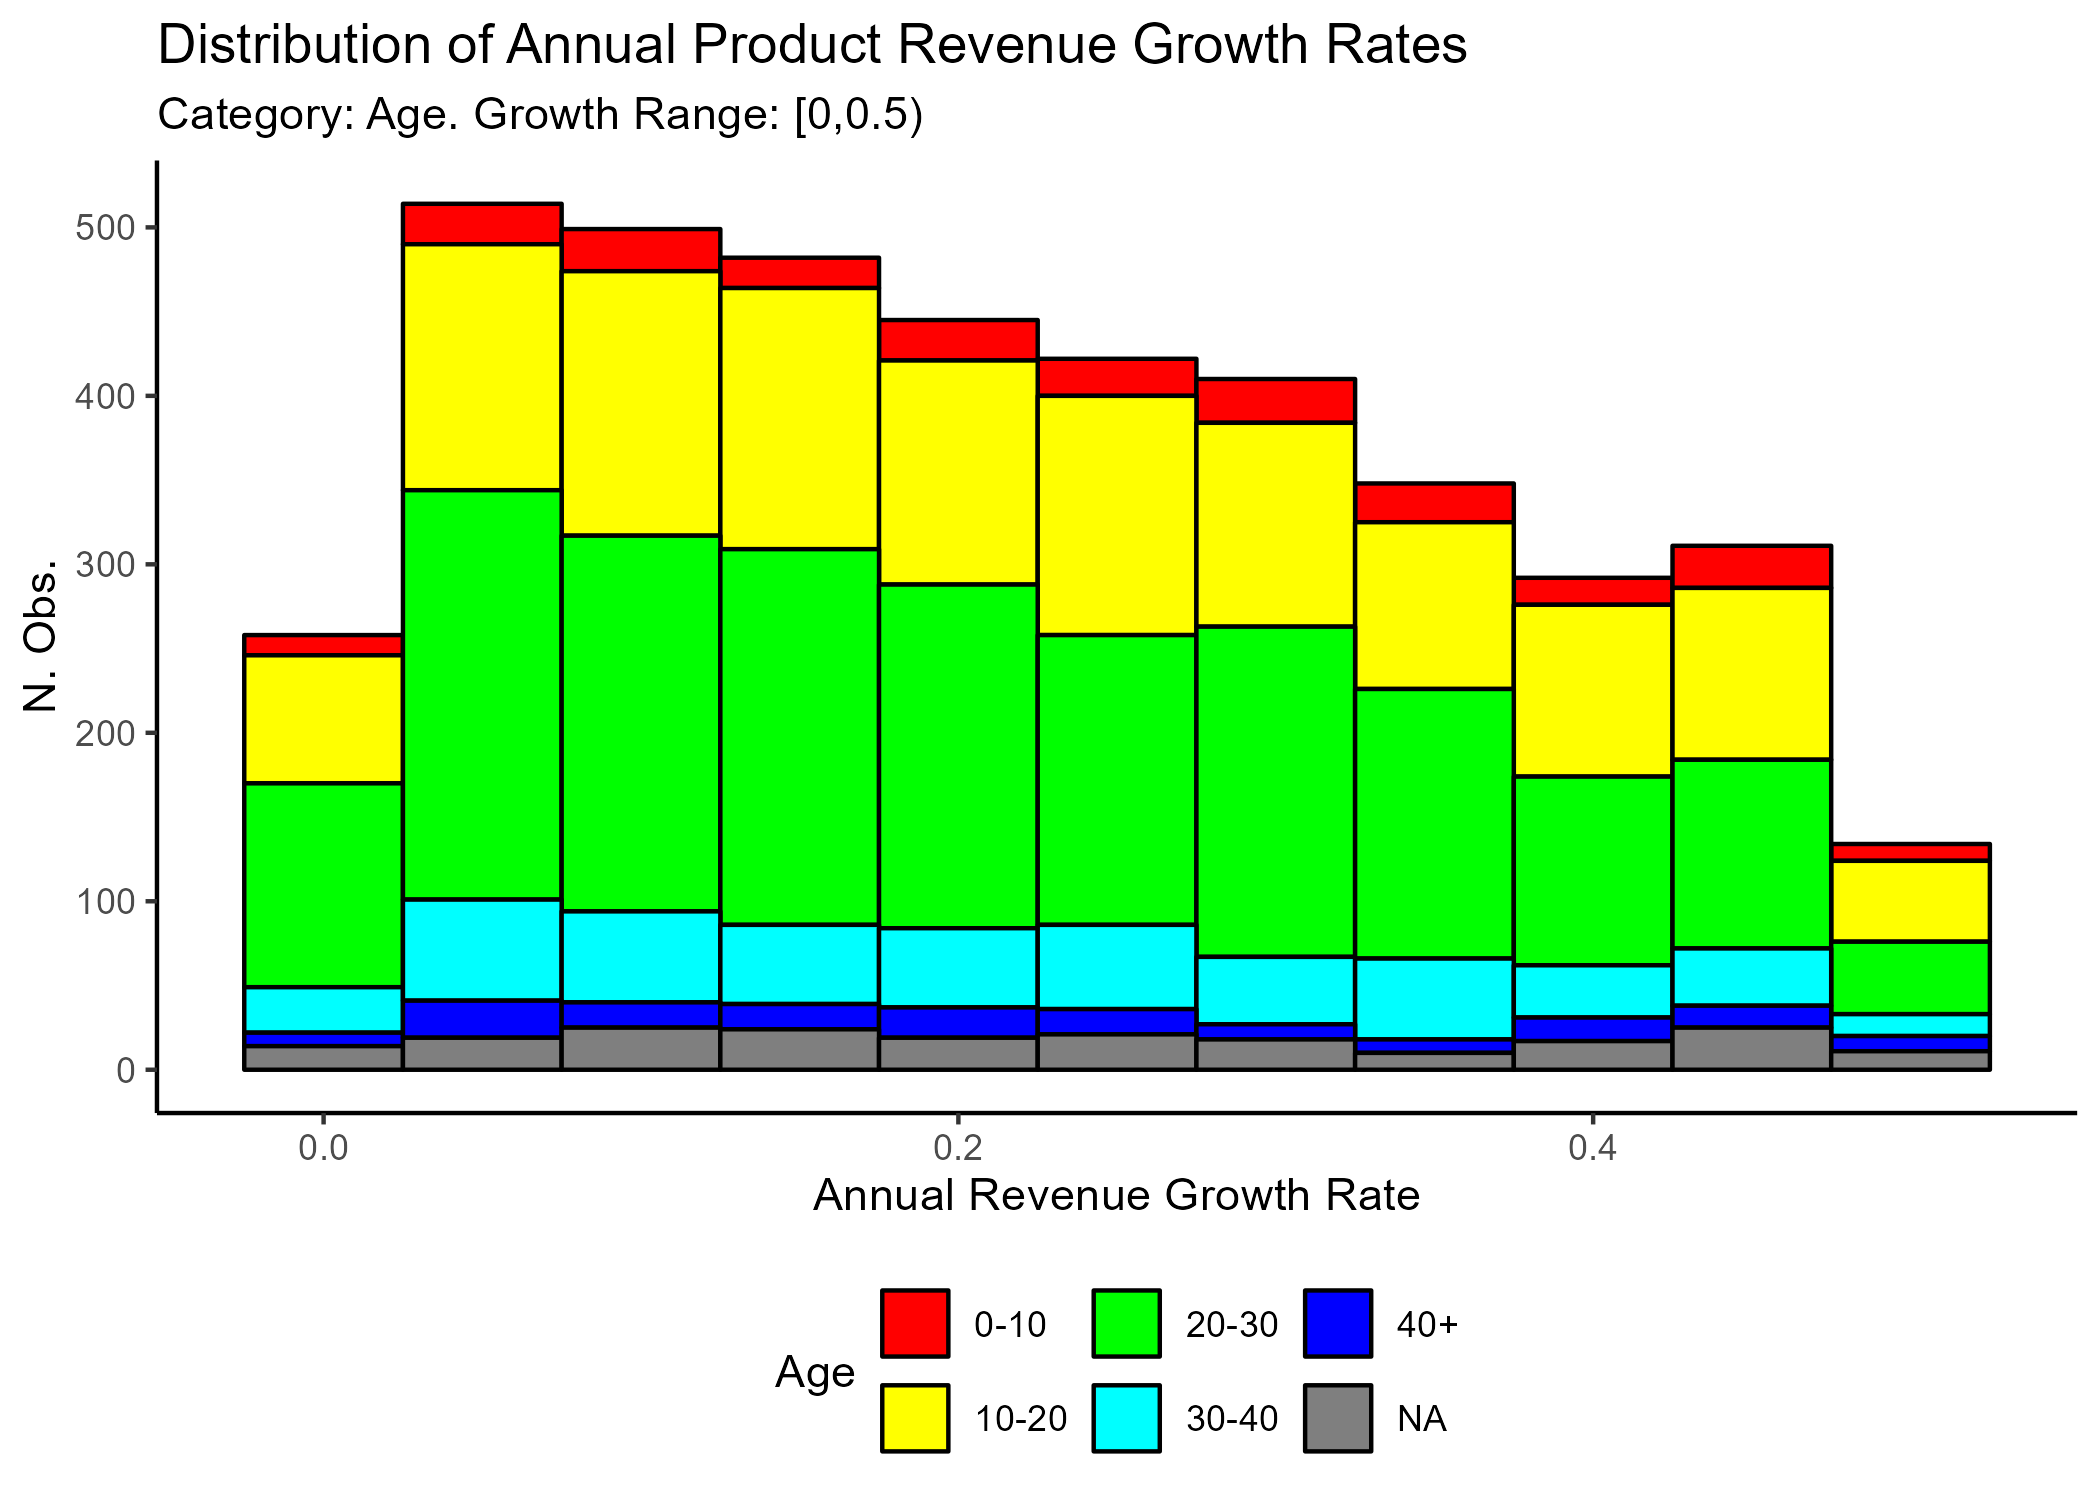 Distribution of Annual Product Revenue Growth Rates
Category: Age. Growth Range: [0,0.5)
N. Obs.
500
400
300
200
100
0
0.0 0.2 0.4
Annual Revenue Growth Rate
Age
0-10 20-30 40+
10-20 30-40 NA